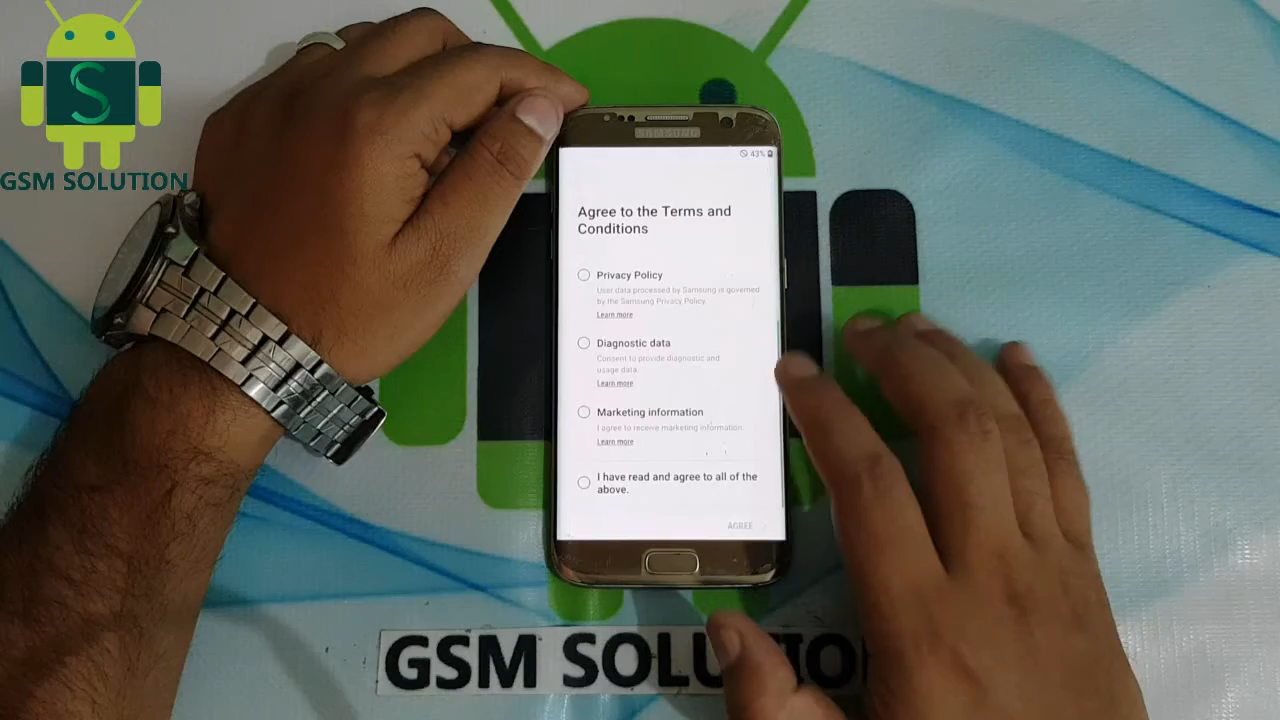 S
GSM SOLUTION
SAMSUNG
43%
Agree to the Terms and
Conditions
Privacy Policy
User data processed by Samsung is governed
by the Samsung Privacy Policy.
Learn more
Diagnostic data
Consent to provide diagnostic and
usage data.
Learn more
Marketing information
I agree to receive marketing information.
Learn more
I have read and agree to all of the
above.
AGREE
GSM SOLUTIO